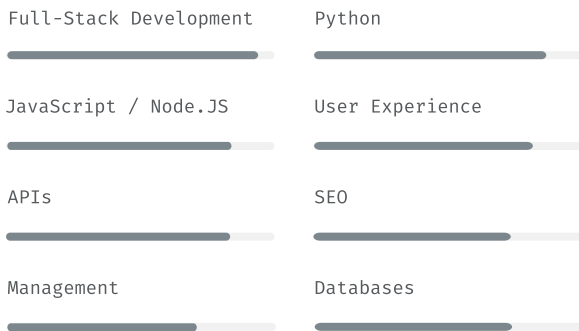 Full-Stack Development
Python
JavaScript / Node.JS
User Experience
APIs
SEO
Management
Databases